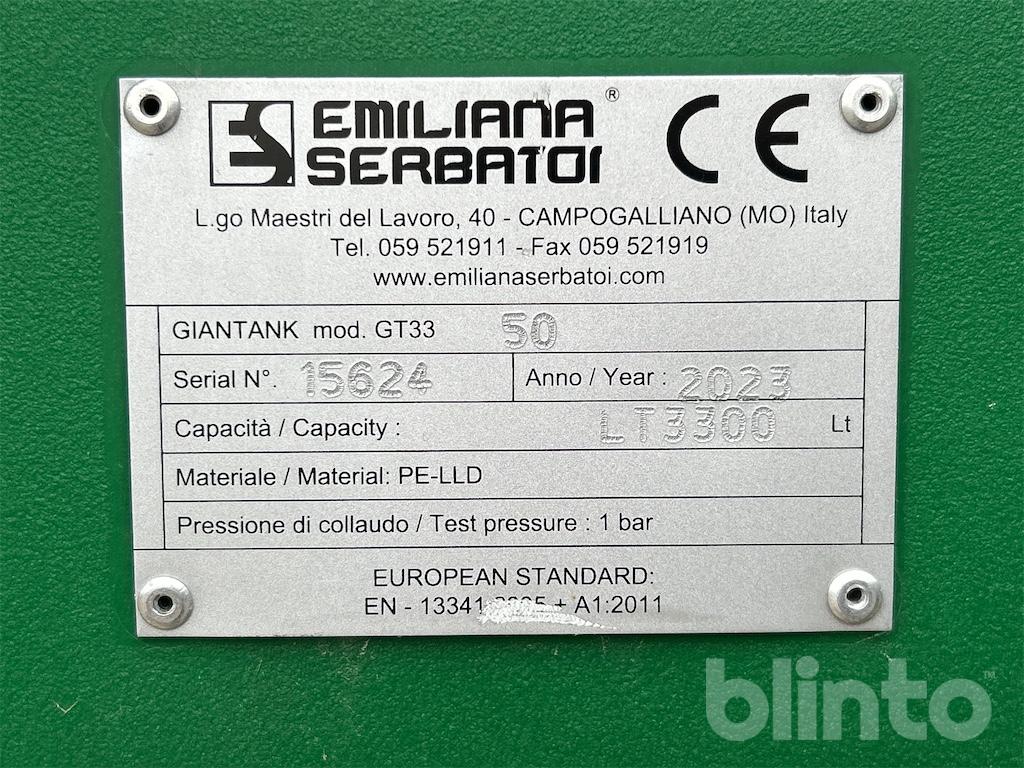 ES EMILIANA ® CE
SERBATOI
L.go Maestri del Lavoro, 40 - CAMPOGALLIANO (MO) Italy
Tel. 059 521911 - Fax 059 521919
www.emilianaserbatoi.com
GIANTANK mod. GT33 50
Serial N°. 15624 Anno / Year : 2023
Capacità / Capacity : LT3300 Lt
Materiale / Material: PE-LLD
Pressione di collaudo / Test pressure : 1 bar
EUROPEAN STANDARD:
EN - 13341 + A1:2011
blinto™